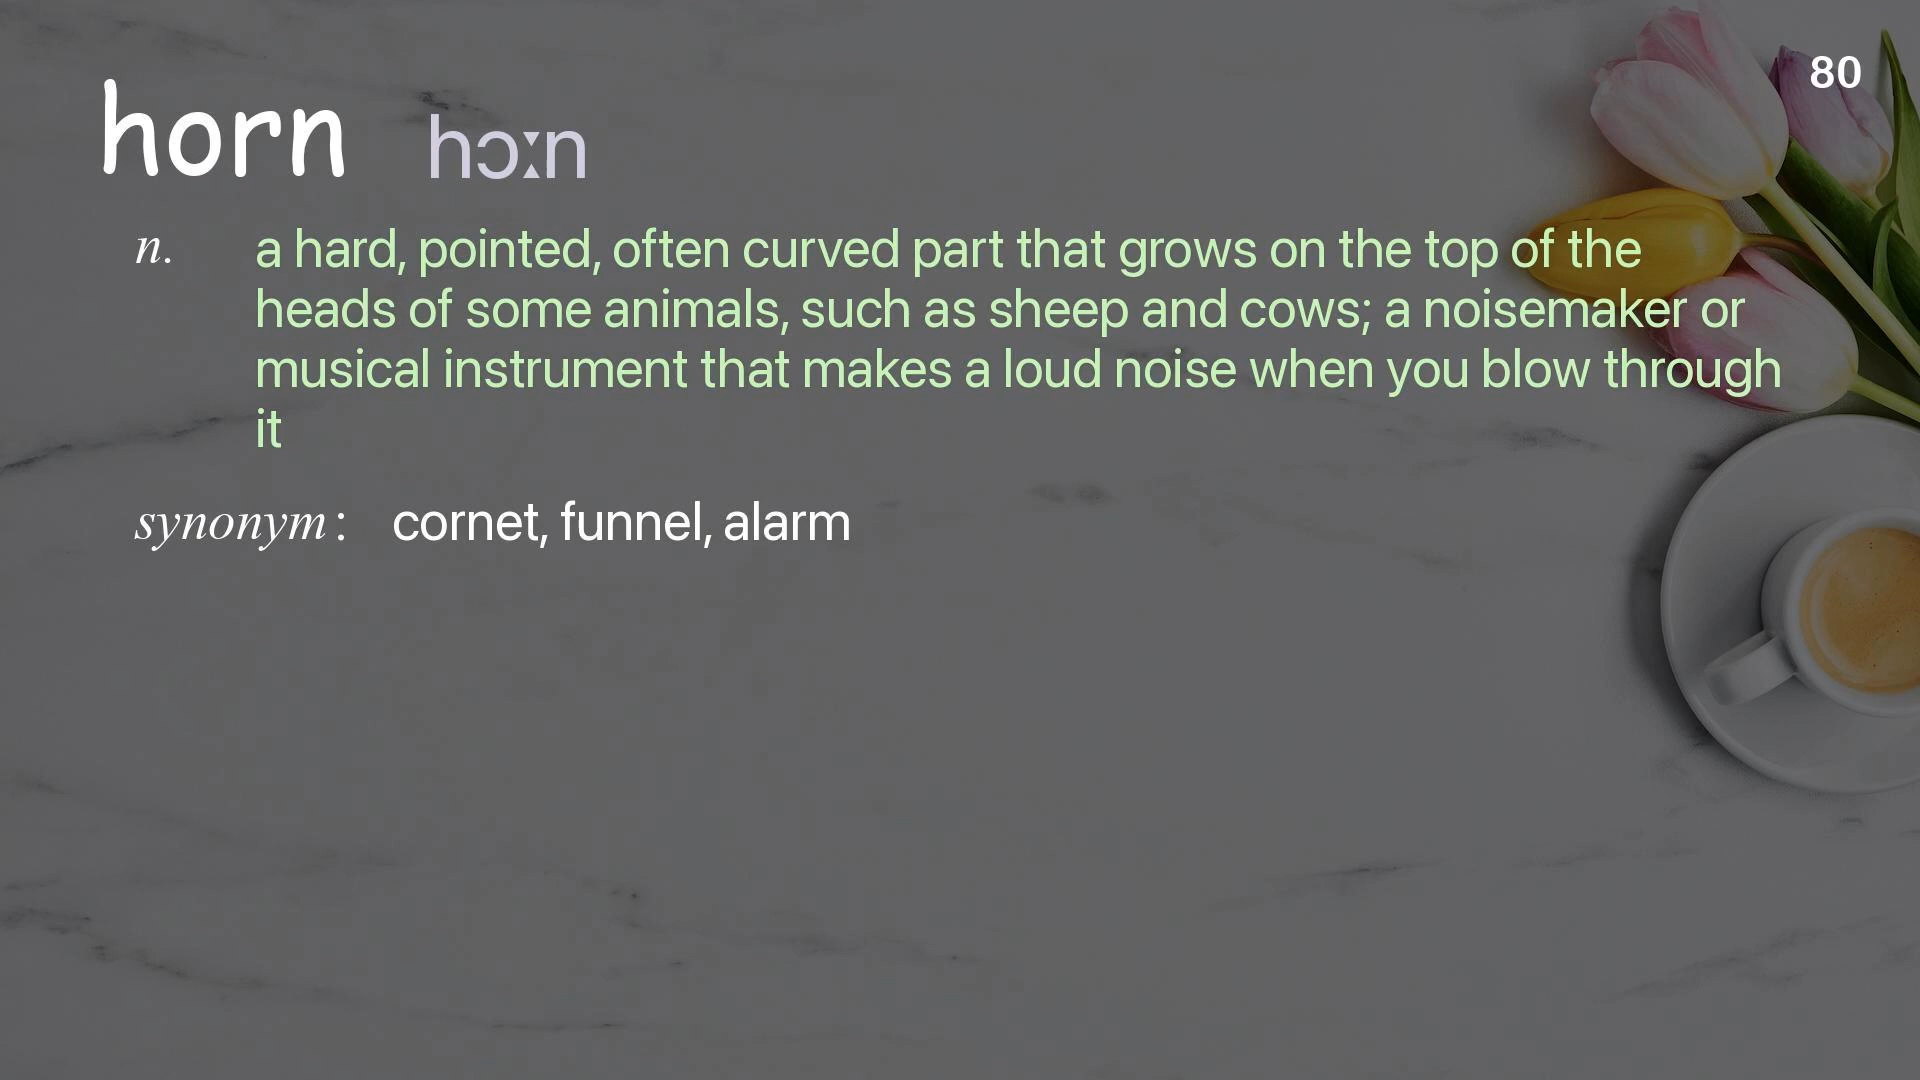 80
horn hɔːn
n. a hard, pointed, often curved part that grows on the top of the
heads of some animals, such as sheep and cows; a noisemaker or
musical instrument that makes a loud noise when you blow through
it
synonym: cornet, funnel, alarm